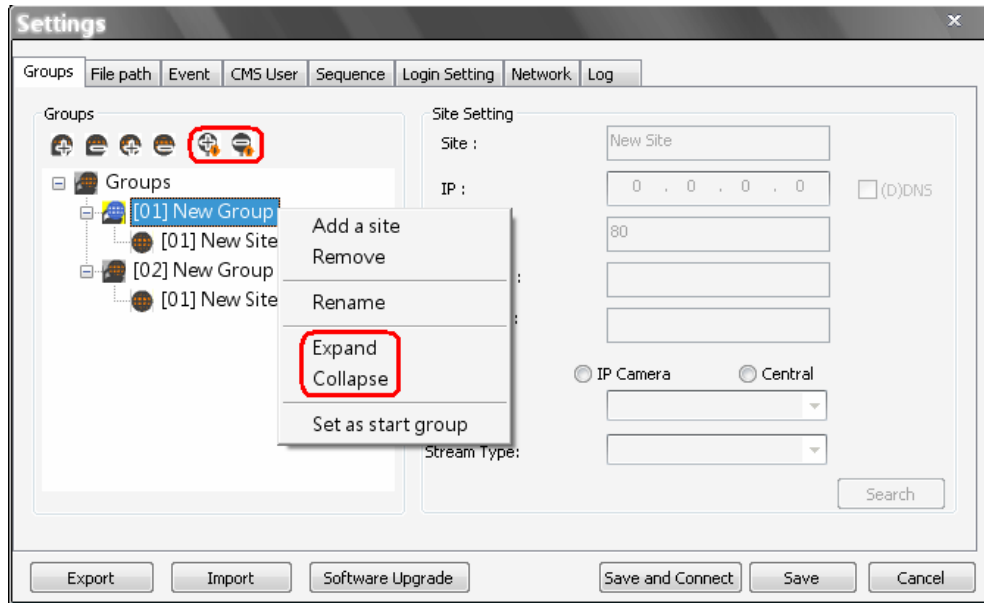 Settings
Groups File path Event CMS User Sequence Login Setting Network Log
Groups
Groups
[01] New Group
[01] New Site
[02] New Group
[01] New Site
Add a site
Remove
Rename
Expand
Collapse
Set as start group
Site Setting
Site : New Site
IP : 0 . 0 . 0 . 0 (D)DNS
80
:
:
IP Camera Central
Stream Type:
Search
Export Import Software Upgrade Save and Connect Save Cancel